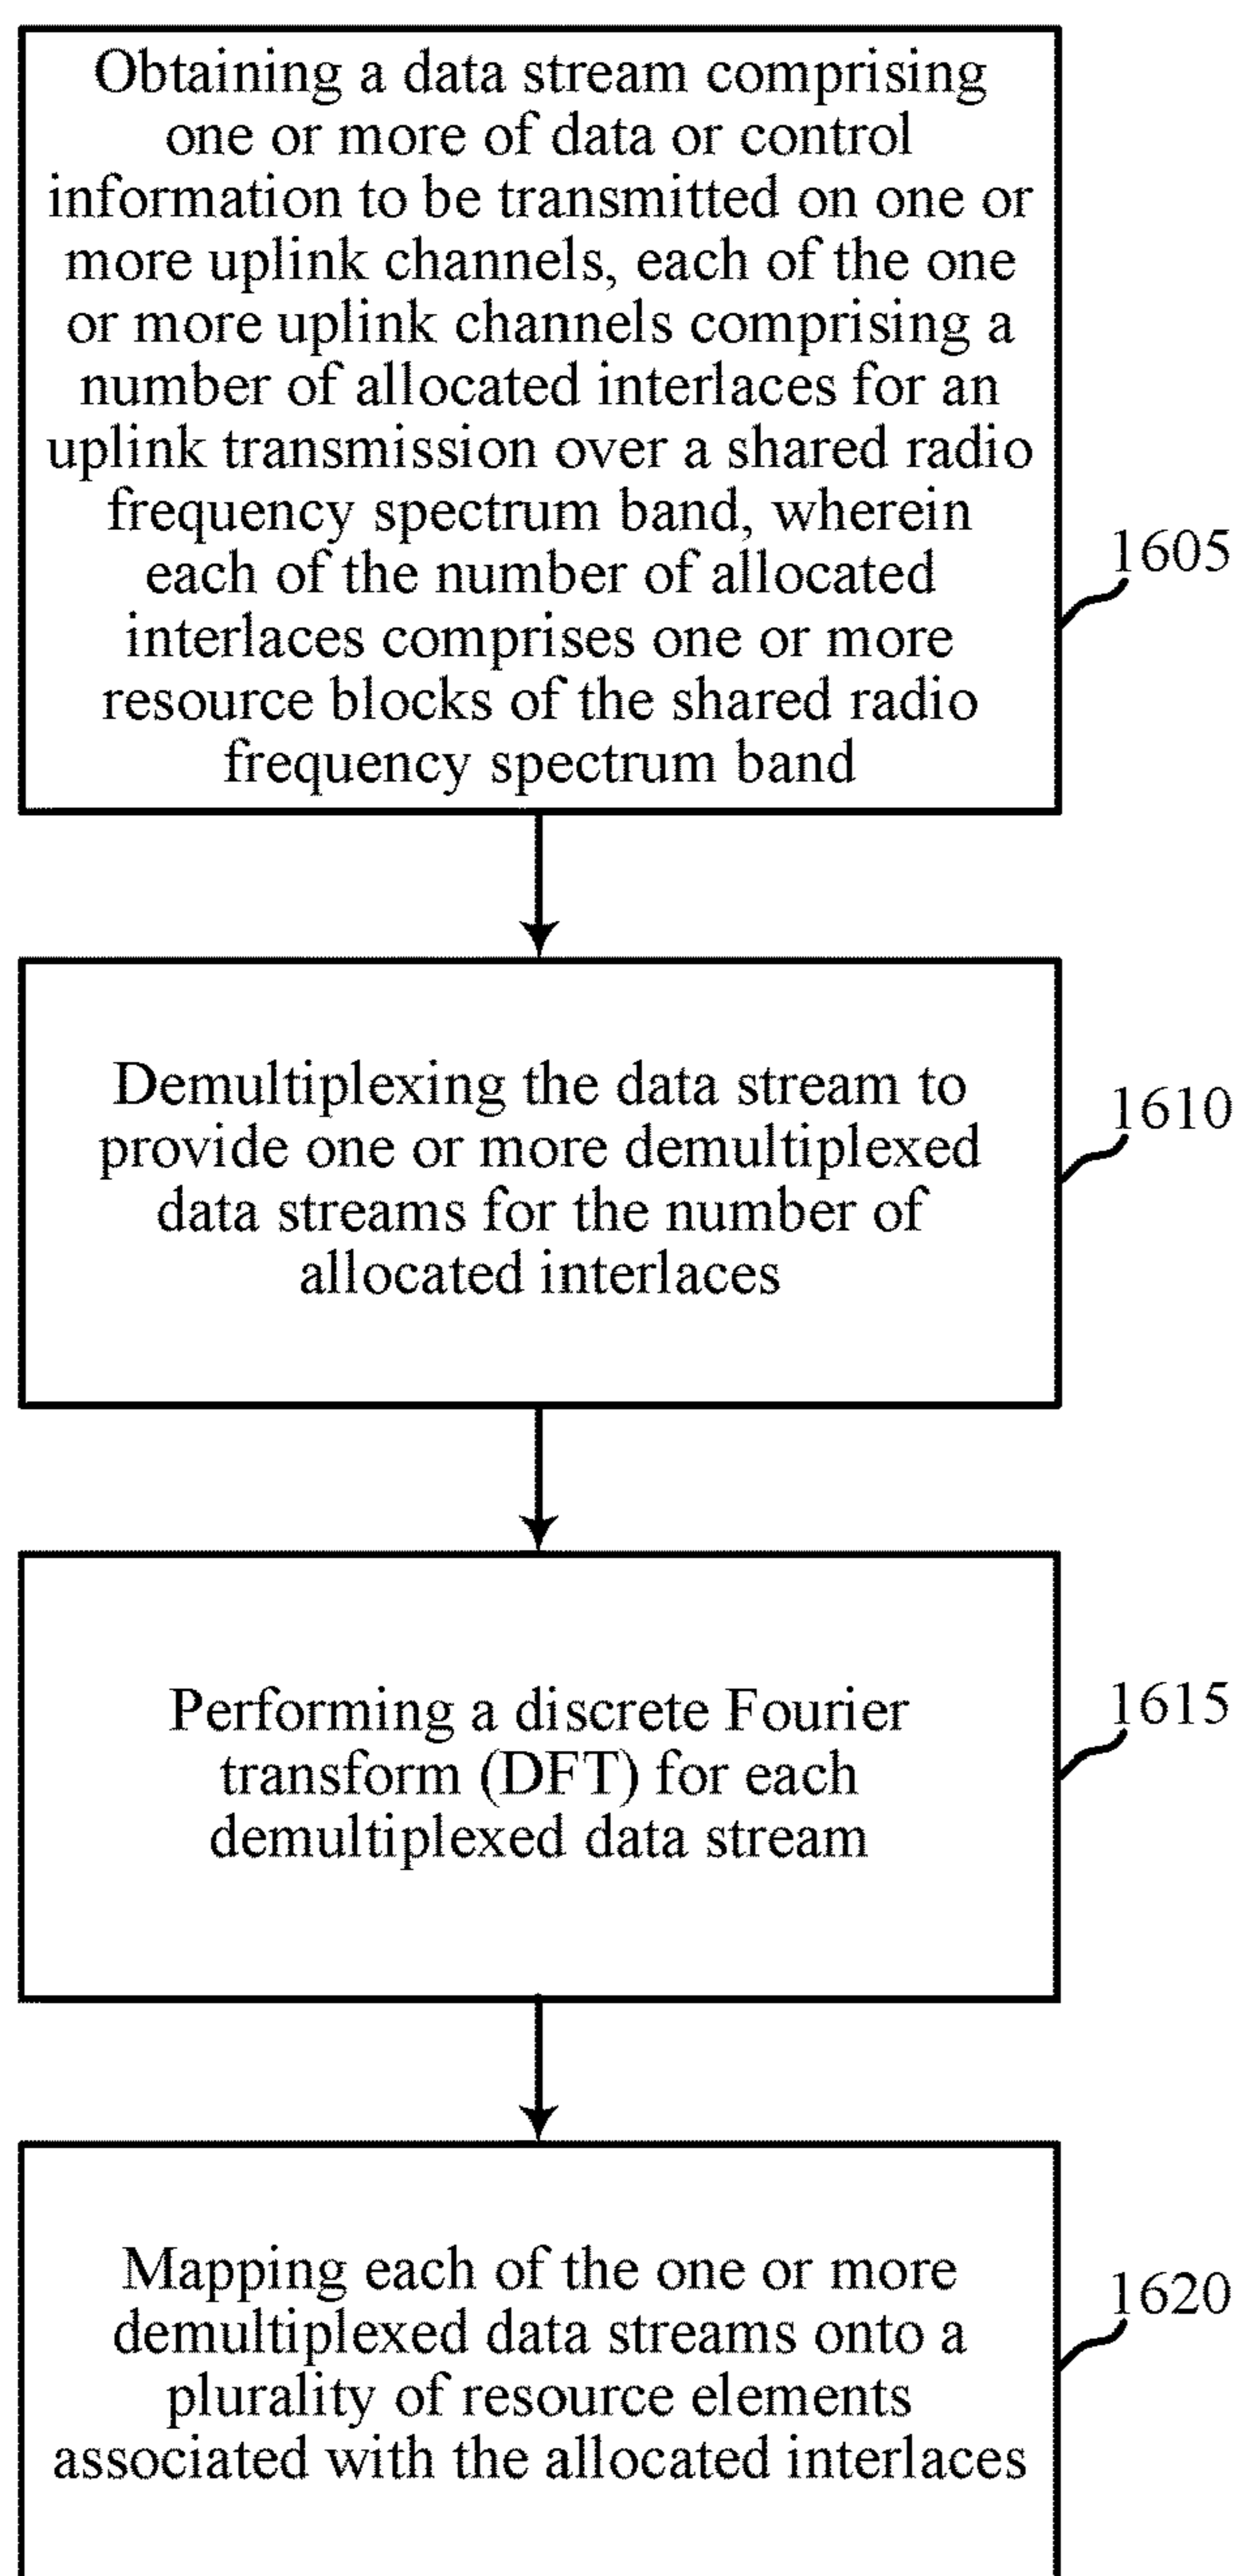 Obtaining a data stream comprising
one or more of data or control
information to be transmitted on one or
more uplink channels, each of the one
or more uplink channels comprising a
number of allocated interlaces for an
uplink transmission over a shared radio
frequency spectrum band, wherein
each of the number of allocated
interlaces comprises one or more
resource blocks of the shared radio
frequency spectrum band
1605
Demultiplexing the data stream to
provide one or more demultiplexed
data streams for the number of
allocated interlaces
1610
Performing a discrete Fourier
transform (DFT) for each
demultiplexed data stream
1615
Mapping each of the one or more
demultiplexed data streams onto a
plurality of resource elements
associated with the allocated interlaces
1620